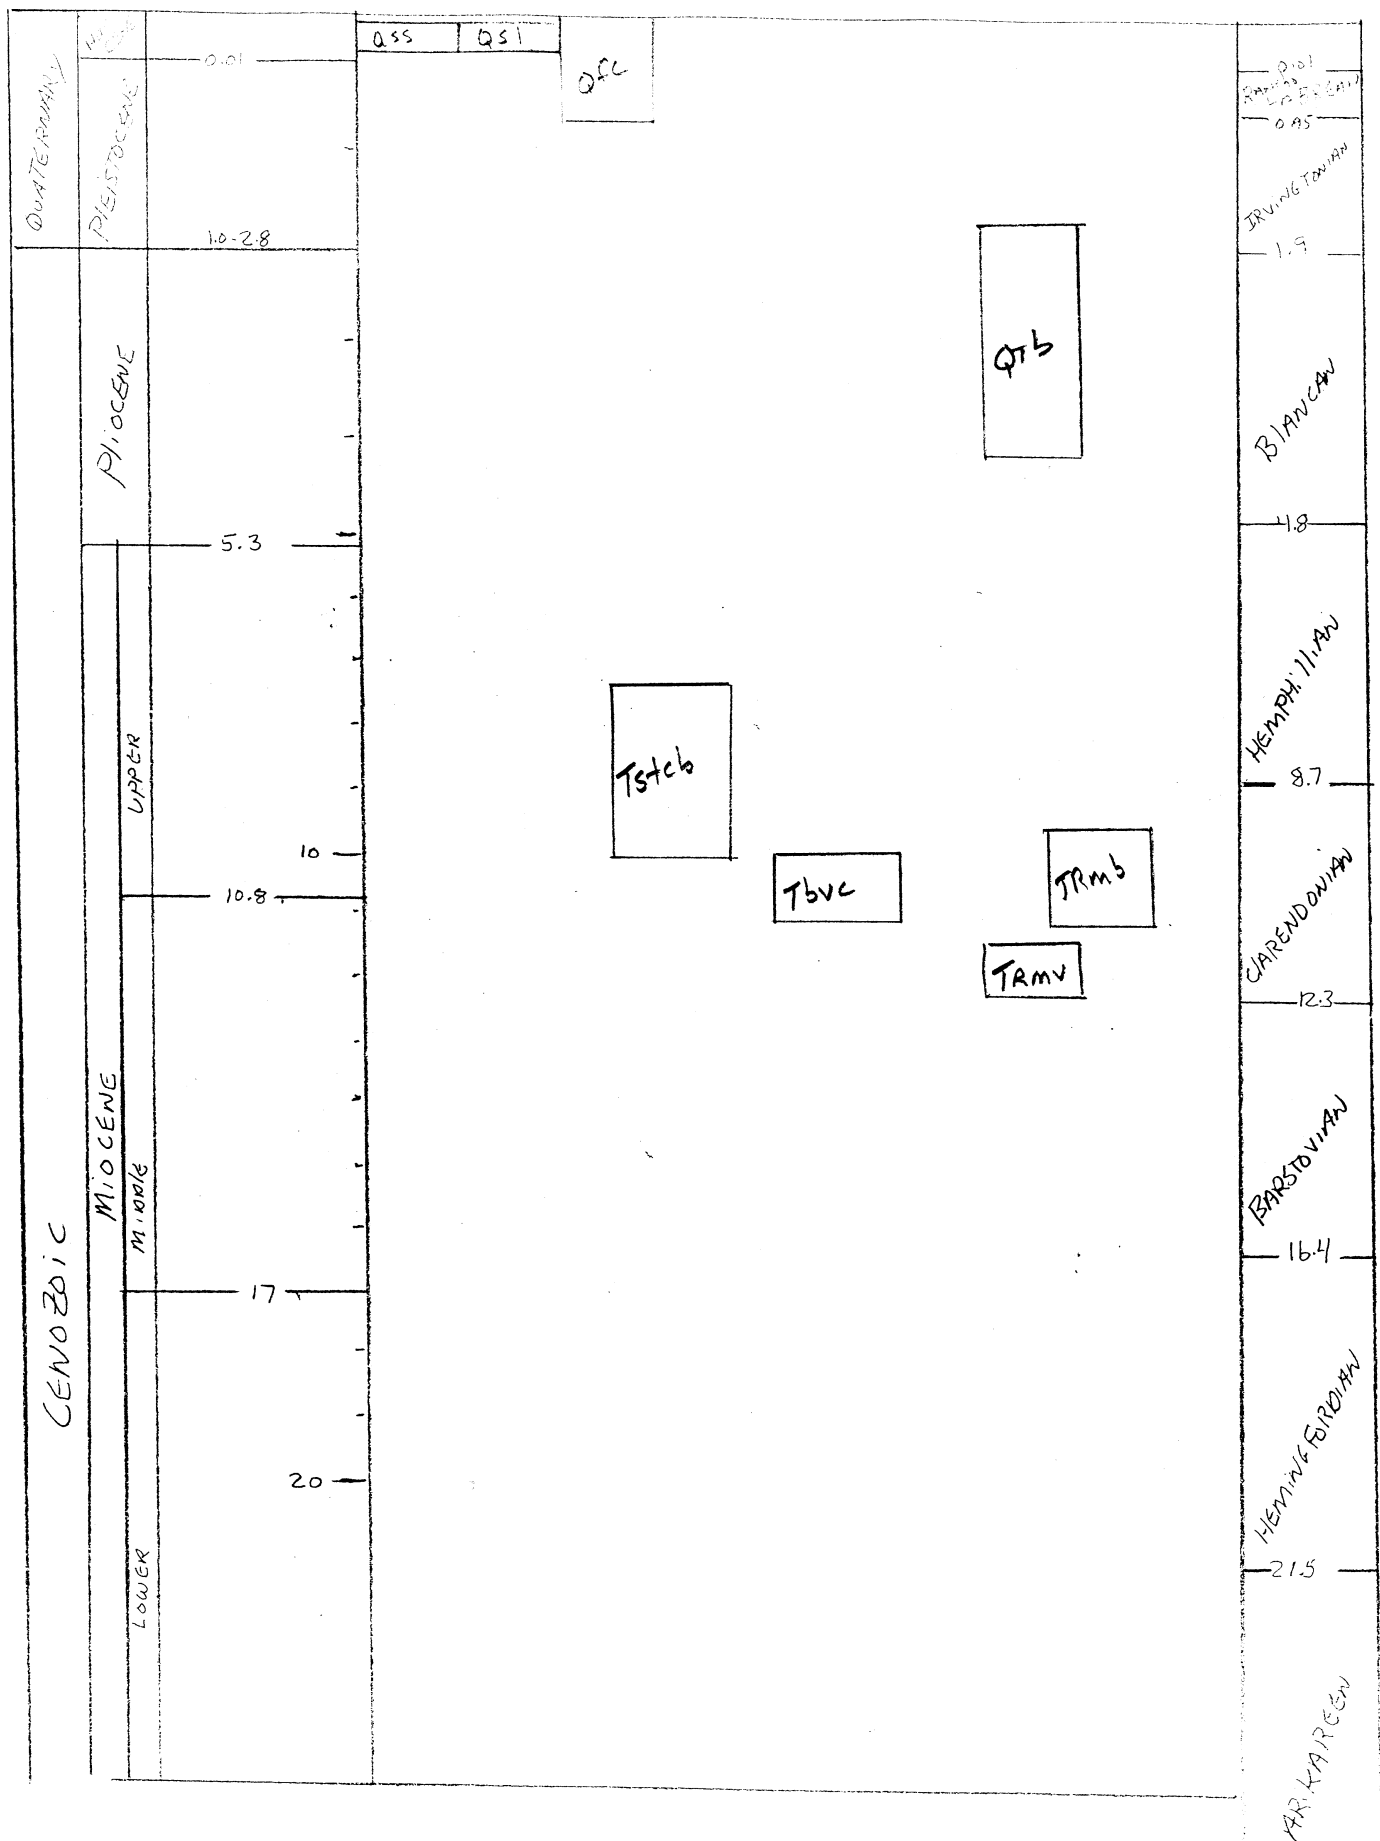 Qss
Qsl
Qfc
0.01
0.01
QUATERNARY
PLEISTOCENE
IRVINGTONIAN
1.0-2.8
1.9
QTb
PliOCENE
BlANCAN
4.8
5.3
HEMPHillIAN
Tstcb
UPPER
8.7
10
Tbvc
TRmb
10.8
ClARENDONIAN
TRmv
12.3
MiOCENE
MiDDlE
BARSTOVIAN
16.4
17
CENOZOiC
HEMINGFORDIAN
20
21.5
LOWER
ARiKAREEN